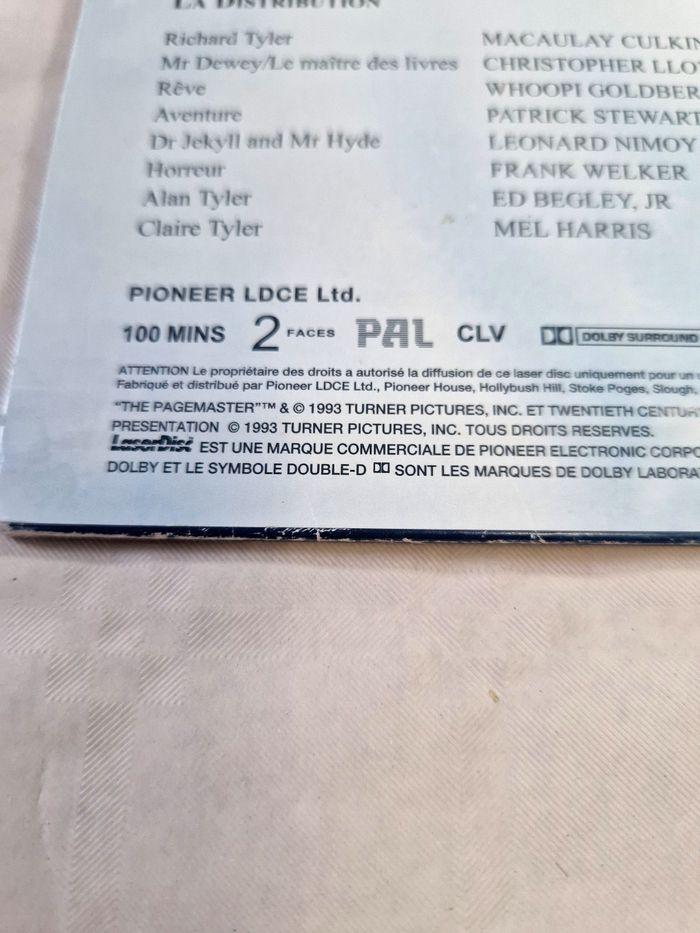 LA DISTRIBUTION
Richard Tyler MACAULAY CULKIN
Mr Dewey/Le maître des livres CHRISTOPHER LLO
Rêve WHOOPI GOLDBER
Aventure PATRICK STEWART
Dr Jekyll and Mr Hyde LEONARD NIMOY
Horreur FRANK WELKER
Alan Tyler ED BEGLEY, JR
Claire Tyler MEL HARRIS
PIONEER LDCE Ltd.
100 MINS 2 FACES PAL CLV DOLBY SURROUND
ATTENTION Le propriétaire des droits a autorisé la diffusion de ce laser disc uniquement pour un
Fabriqué et distribué par Pioneer LDCE Ltd., Pioneer House, Hollybush Hill, Stoke Poges, Slough,
"THE PAGEMASTER"™ & © 1993 TURNER PICTURES, INC. ET TWENTIETH CENTUR
PRESENTATION © 1993 TURNER PICTURES, INC. TOUS DROITS RESERVES.
LaserDisc EST UNE MARQUE COMMERCIALE DE PIONEER ELECTRONIC CORPO
DOLBY ET LE SYMBOLE DOUBLE-D SONT LES MARQUES DE DOLBY LABORA